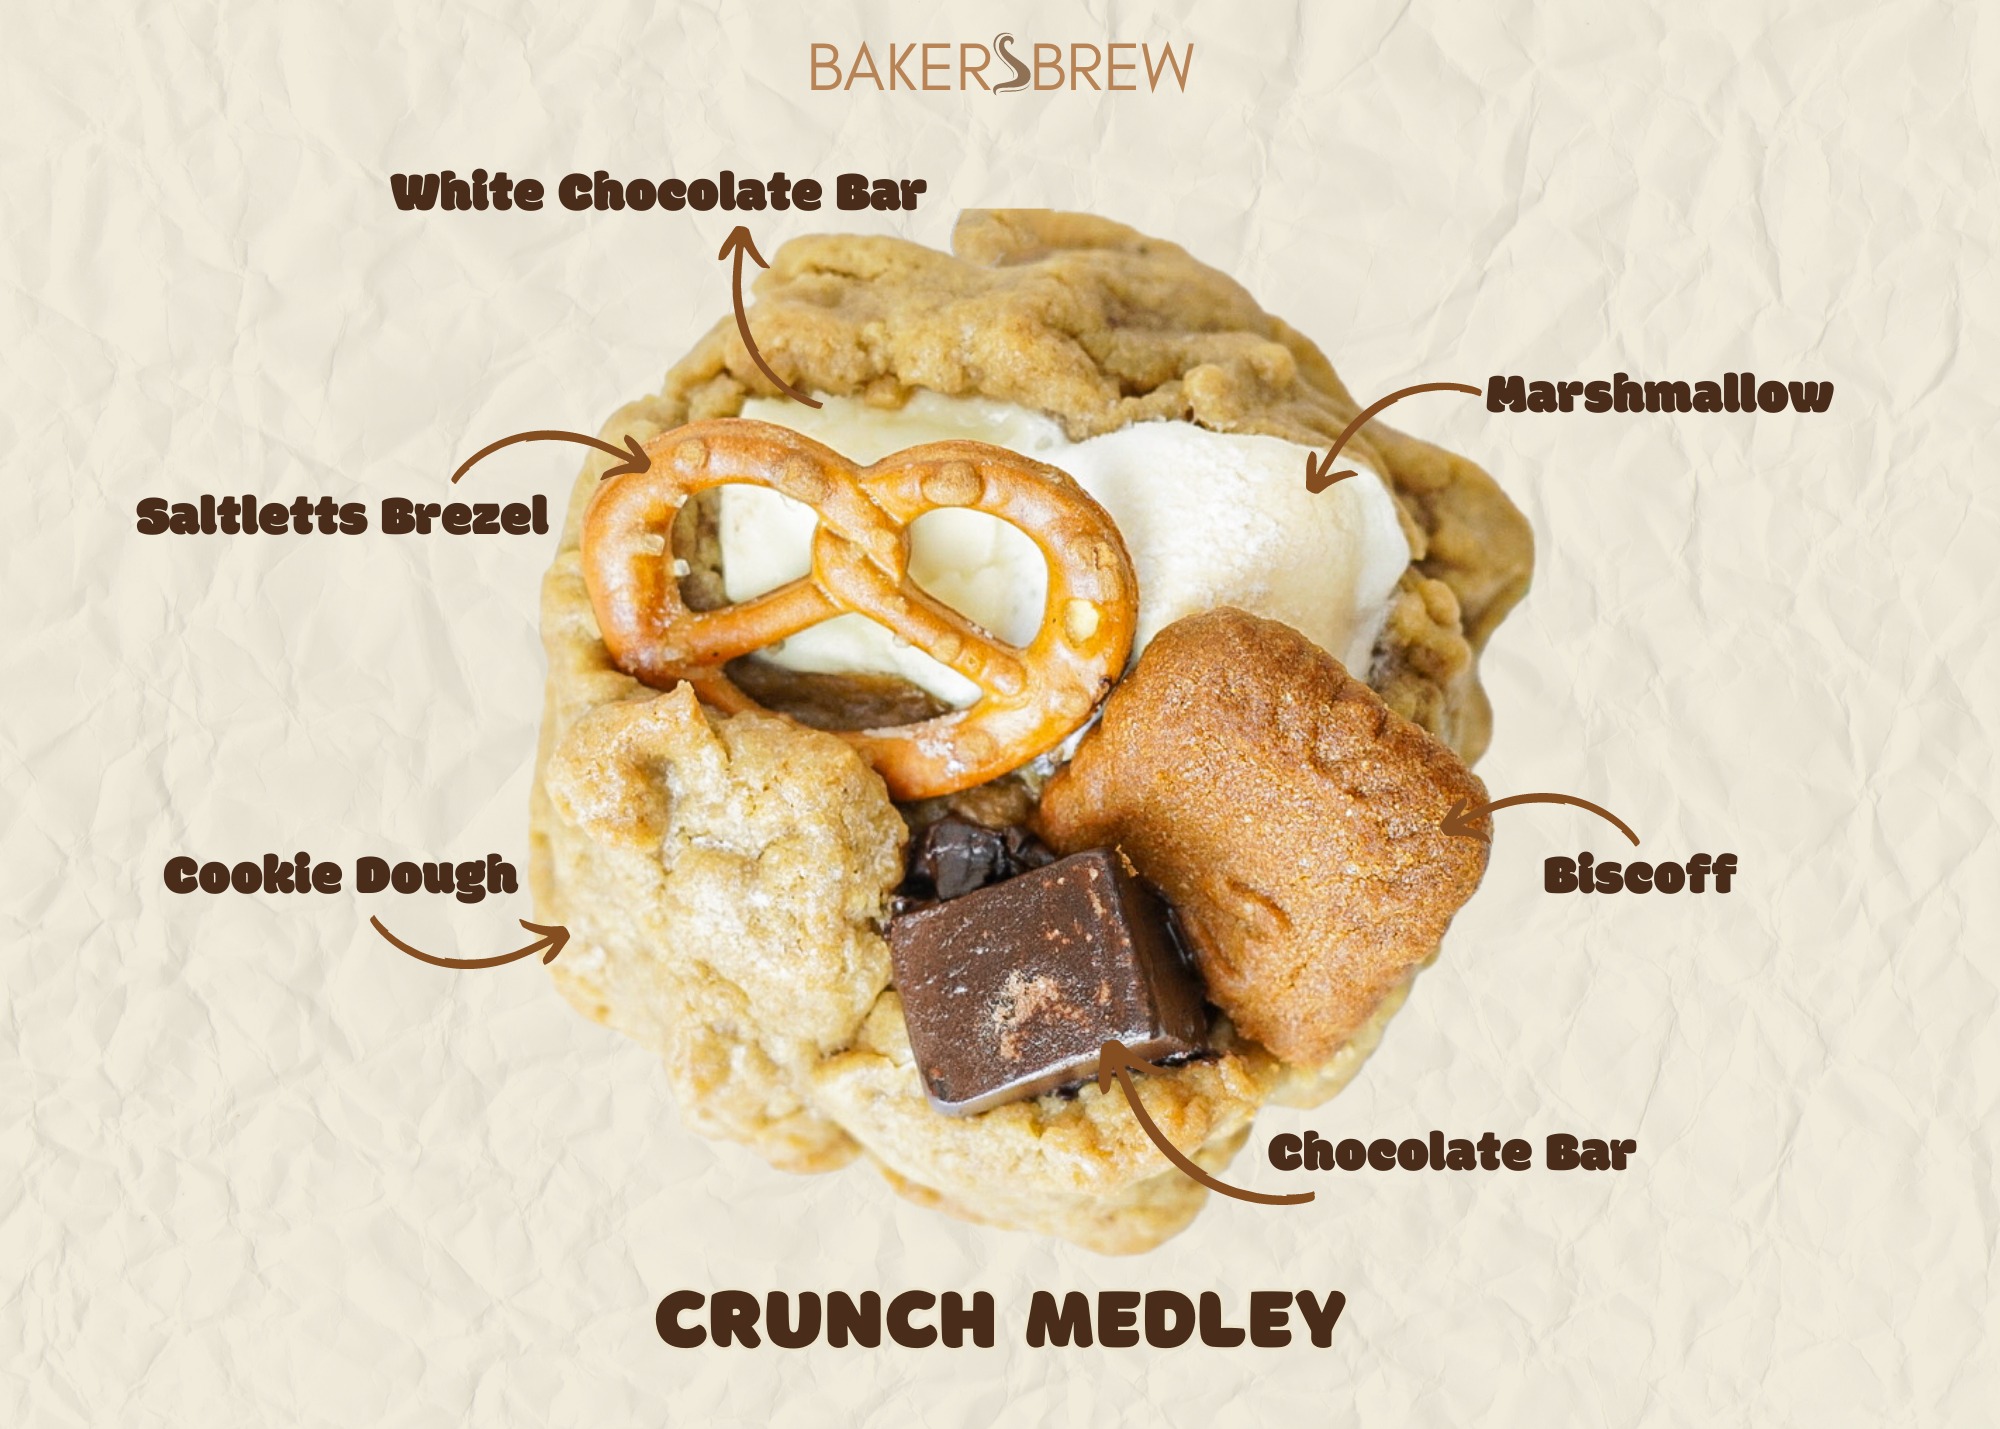 BAKERSBREW
White Chocolate Bar
Marshmallow
Saltletts Brezel
Cookie Dough
Biscoff
Chocolate Bar
CRUNCH MEDLEY